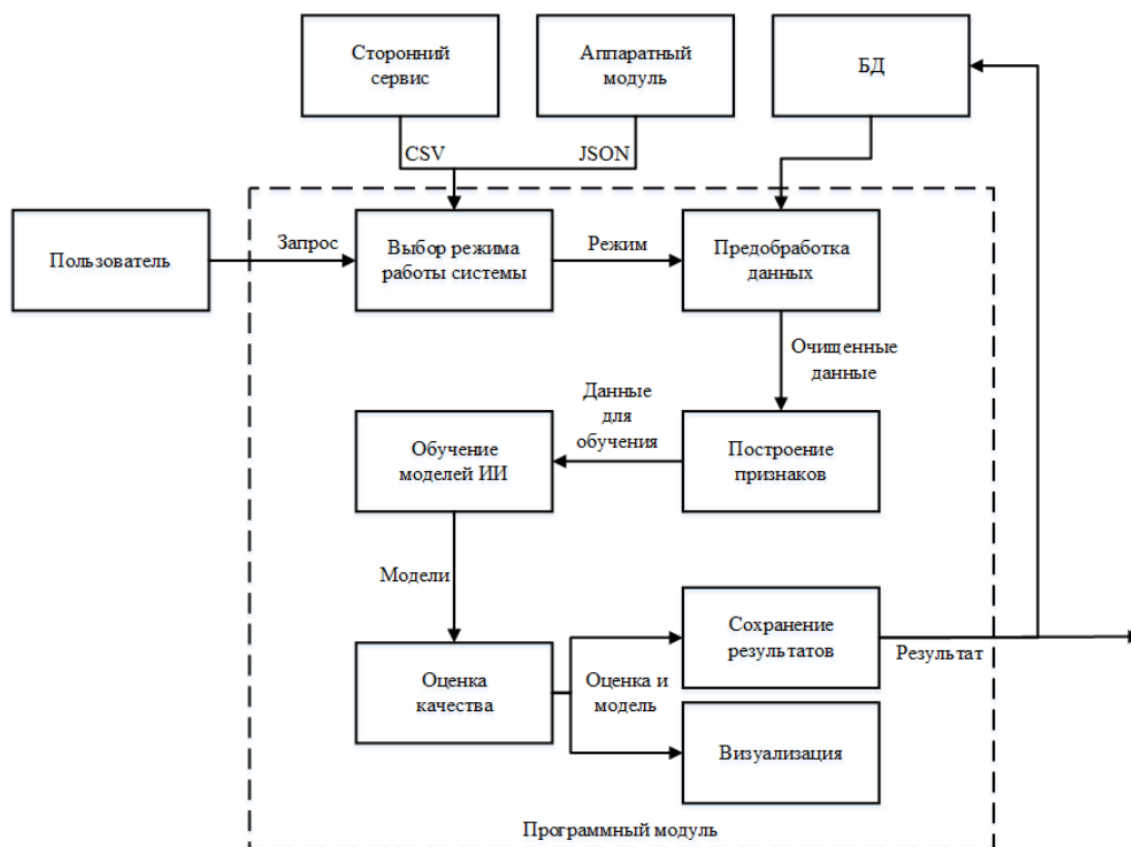 Сторонний
сервис
Аппаратный
модуль
БД
CSV
JSON
Пользователь
Запрос
Выбор режима
работы системы
Режим
Предобработка
данных
Очищенные
данные
Данные
для
обучения
Обучение
моделей ИИ
Построение
признаков
Модели
Оценка
качества
Оценка и
модель
Сохранение
результатов
Результат
Визуализация
Программный модуль